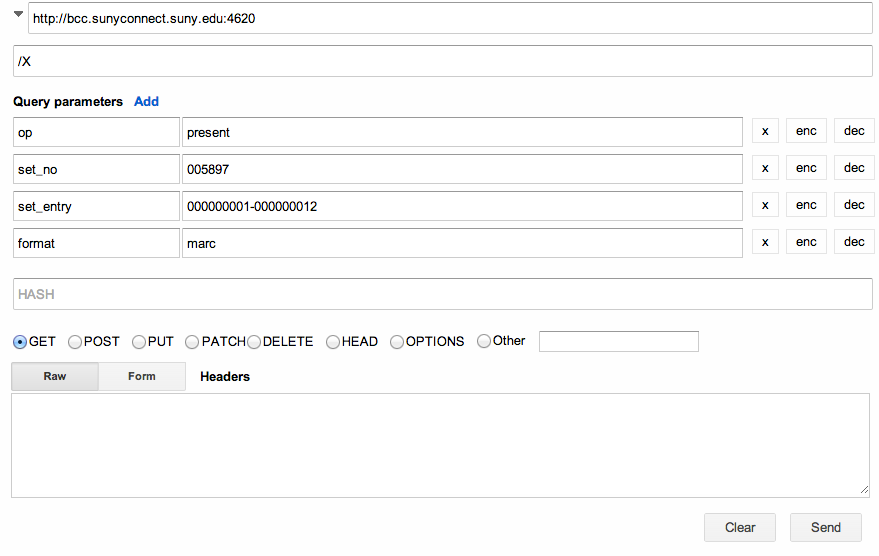 http://bcc.sunyconnect.suny.edu:4620
/X
Query parameters Add
op present x enc dec
set_no 005897 x enc dec
set_entry 000000001-000000012 x enc dec
format marc x enc dec
HASH
GET POST PUT PATCH DELETE HEAD OPTIONS Other
Raw Form Headers
Clear Send